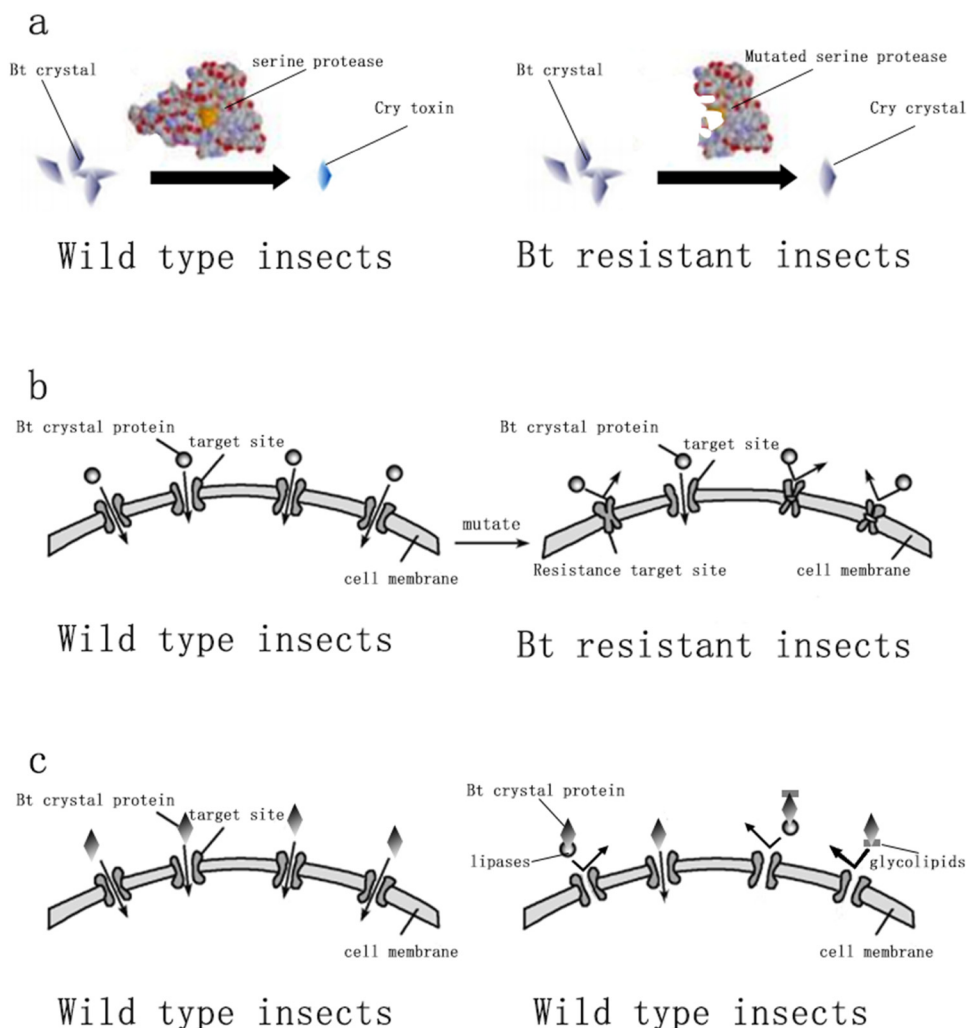 a
Bt crystal
serine protease
Cry toxin
Wild type insects
Bt crystal
Mutated serine protease
Cry crystal
Bt resistant insects
b
Bt crystal protein
target site
cell membrane
Wild type insects
mutate
Bt crystal protein
target site
Resistance target site
cell membrane
Bt resistant insects
c
Bt crystal protein
target site
cell membrane
Wild type insects
Bt crystal protein
lipases
glycolipids
cell membrane
Wild type insects